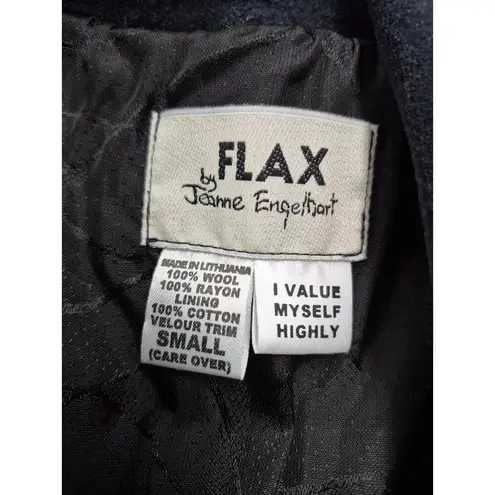 FLAX
by
Jeanne Engelhart
MADE IN LITHUANIA
100% WOOL
100% RAYON
LINING
100% COTTON
VELOUR TRIM
SMALL
(CARE OVER)
I VALUE
MYSELF
HIGHLY